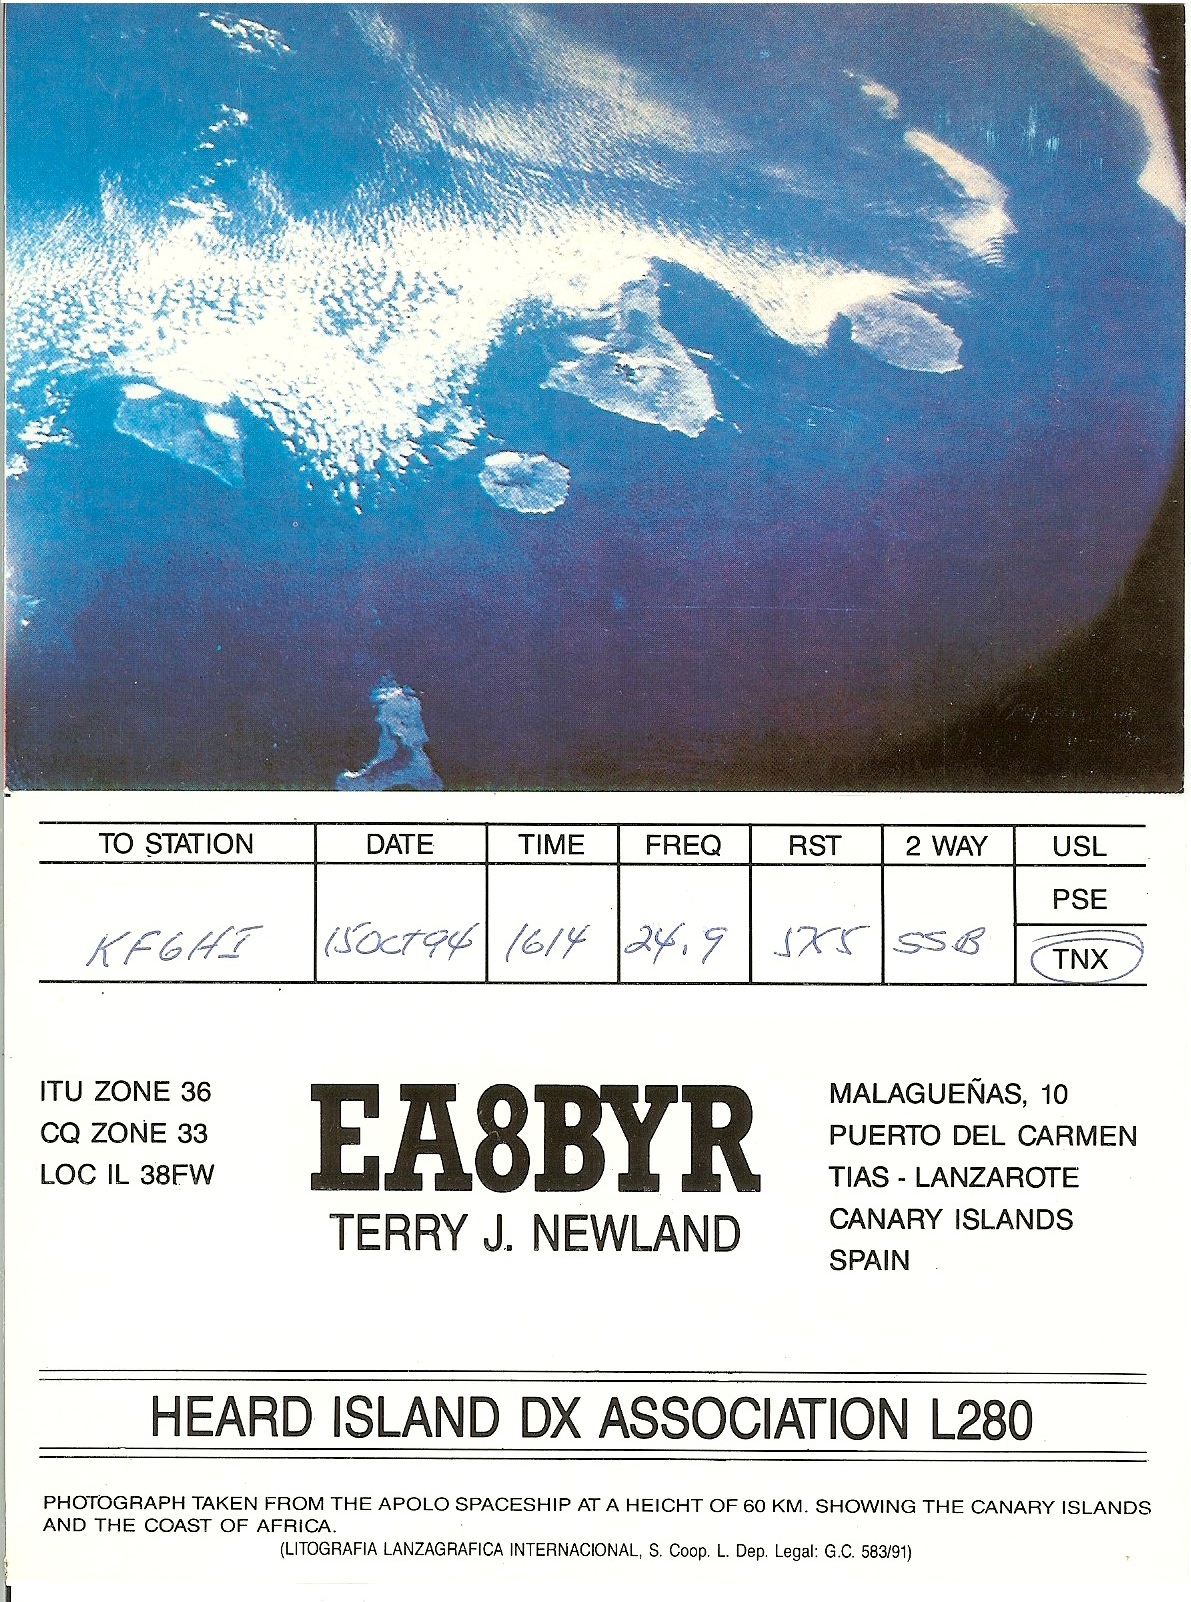 TO STATION DATE TIME FREQ RST 2 WAY USL
PSE
KF6HI 15OCT94 1614 24.9 5X5 SSB TNX
ITU ZONE 36
CQ ZONE 33
LOC IL 38FW
EA8BYR
TERRY J. NEWLAND
MALAGUEÑAS, 10
PUERTO DEL CARMEN
TIAS - LANZAROTE
CANARY ISLANDS
SPAIN
HEARD ISLAND DX ASSOCIATION L280
PHOTOGRAPH TAKEN FROM THE APOLO SPACESHIP AT A HEICHT OF 60 KM. SHOWING THE CANARY ISLANDS
AND THE COAST OF AFRICA.
(LITOGRAFIA LANZAGRAFICA INTERNACIONAL, S. Coop. L. Dep. Legal: G.C. 583/91)